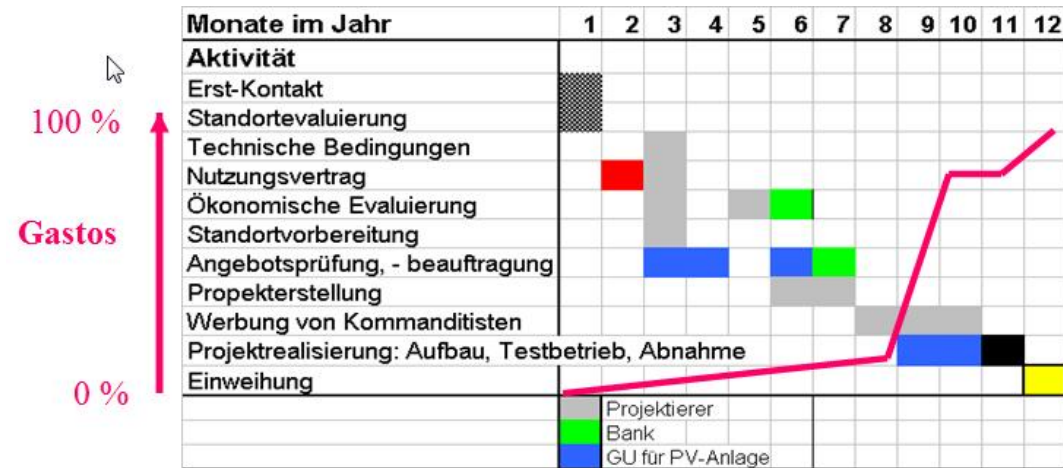 Monate im Jahr 1 2 3 4 5 6 7 8 9 10 11 12
Aktivität
Erst-Kontakt
100 %
Standortevaluierung
Technische Bedingungen
Nutzungsvertrag
Ökonomische Evaluierung
Gastos
Standortvorbereitung
Angebotsprüfung, - beauftragung
Propekterstellung
Werbung von Kommanditisten
Projektrealisierung: Aufbau, Testbetrieb, Abnahme
0 %
Einweihung
Projektierer
Bank
GU für PV-Anlage